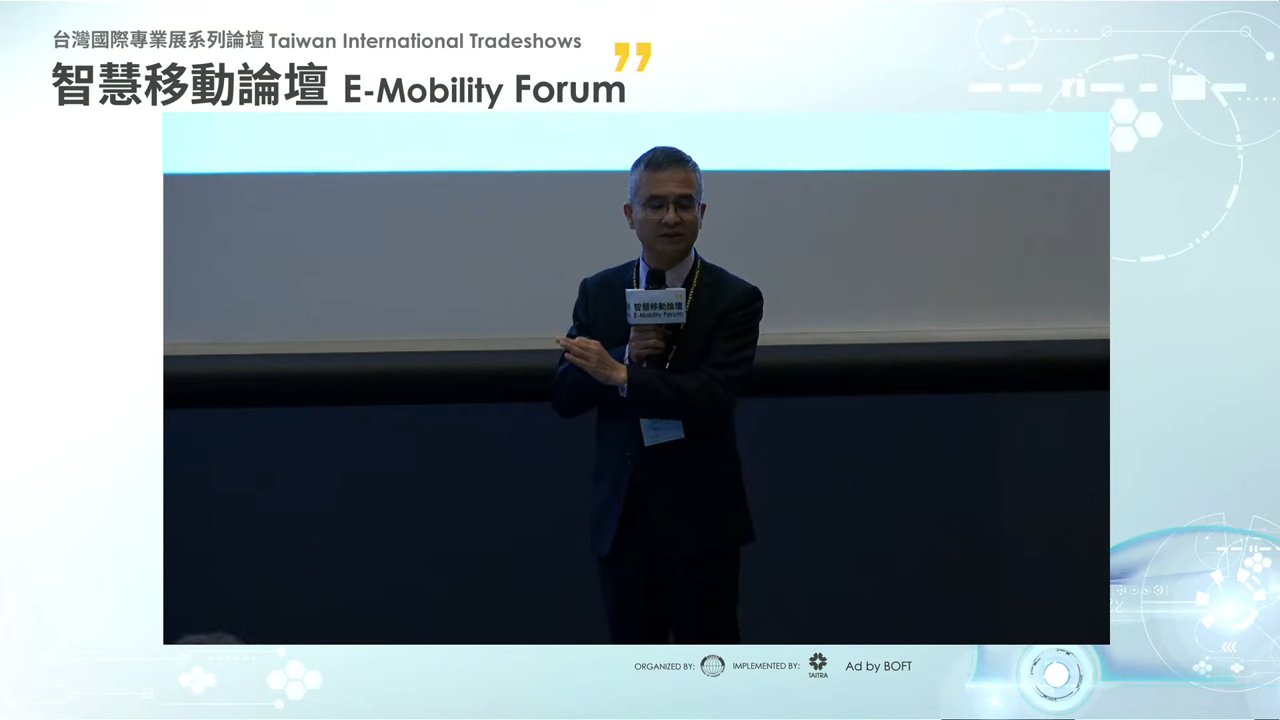 台灣國際專業展系列論壇 Taiwan International Tradeshows
智慧移動論壇 E-Mobility Forum
智慧移動論壇
E-Mobility Forum
ORGANIZED BY: IMPLEMENTED BY: TAITRA Ad by BOFT